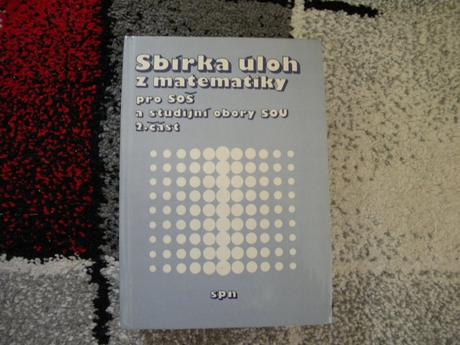 Sbírka úloh
z matematiky
pro SOŠ
a studijní obory SOU
2.část
spn